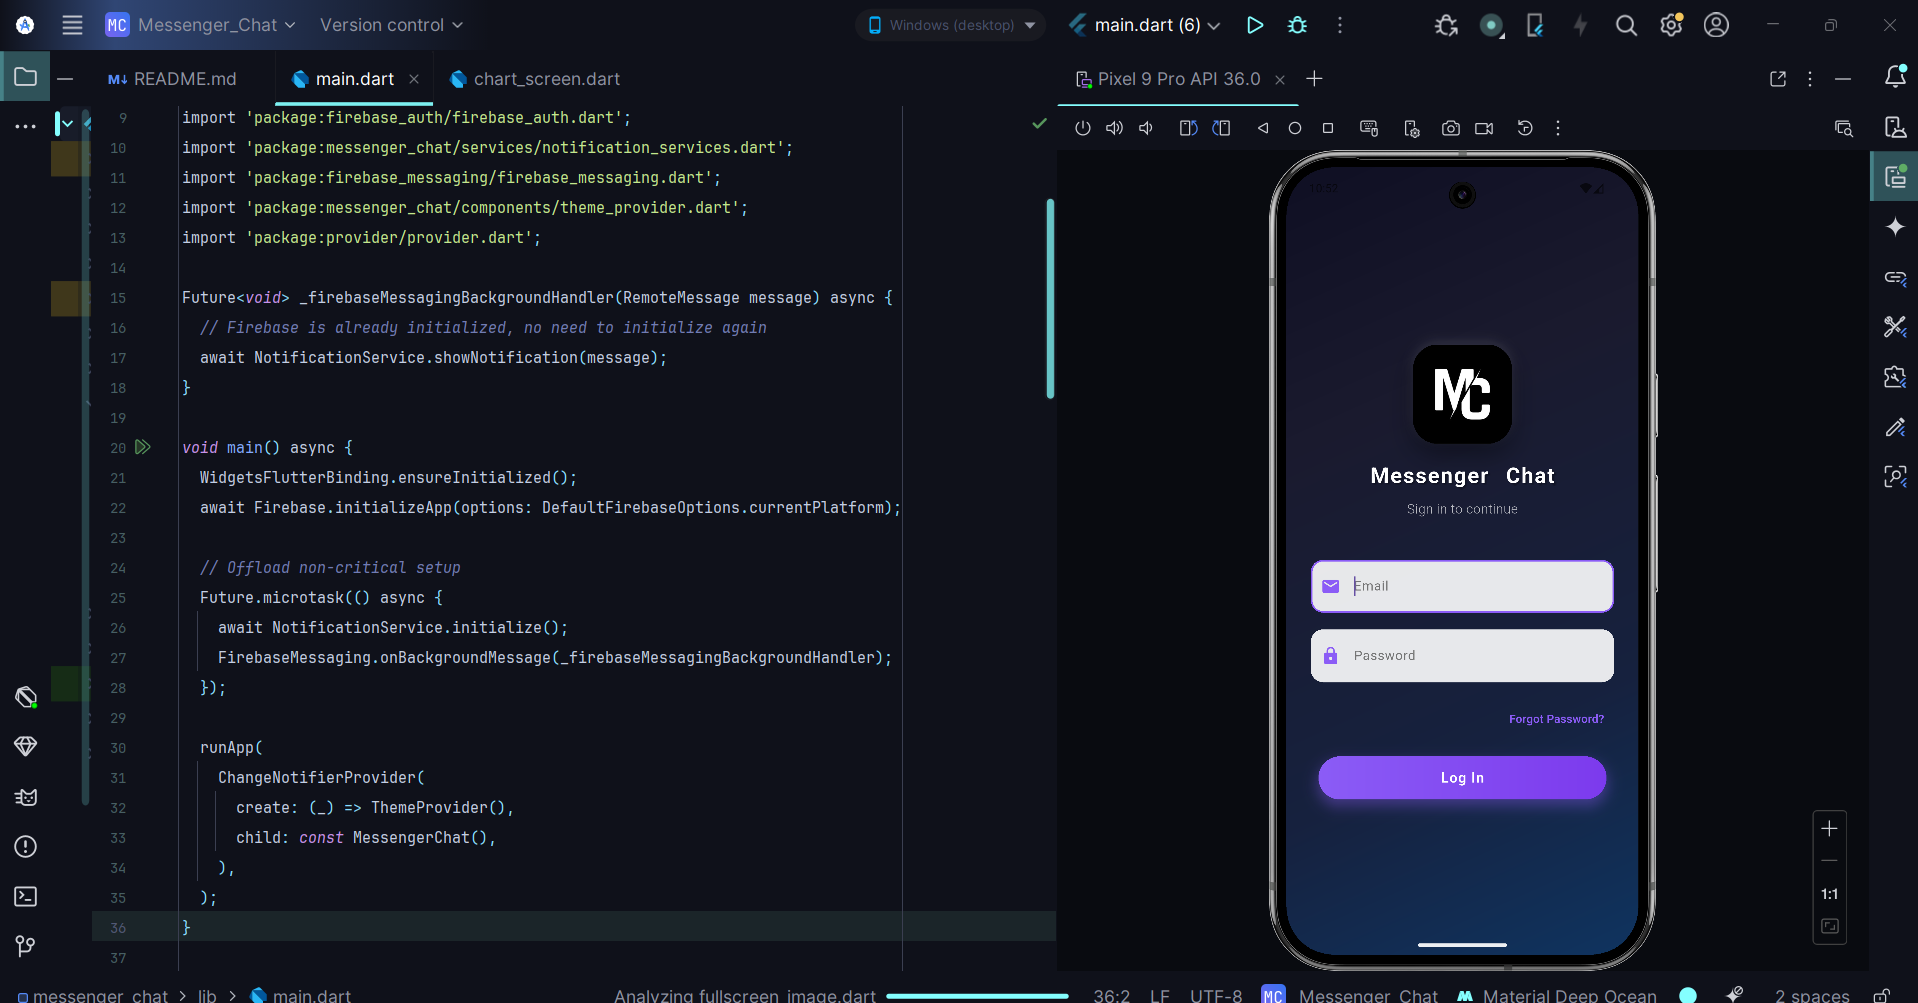 MC Messenger_Chat Version control Windows (desktop) main.dart (6)
M↓ README.md main.dart chart_screen.dart Pixel 9 Pro API 36.0
9 import 'package:firebase_auth/firebase_auth.dart';
10 import 'package:messenger_chat/services/notification_services.dart';
11 import 'package:firebase_messaging/firebase_messaging.dart';
12 import 'package:messenger_chat/components/theme_provider.dart';
13 import 'package:provider/provider.dart';
14
15 Future<void> _firebaseMessagingBackgroundHandler(RemoteMessage message) async {
16 // Firebase is already initialized, no need to initialize again
17 await NotificationService.showNotification(message);
18 }
19
20 void main() async {
21 WidgetsFlutterBinding.ensureInitialized();
22 await Firebase.initializeApp(options: DefaultFirebaseOptions.currentPlatform);
23
24 // Offload non-critical setup
25 Future.microtask(() async {
26 await NotificationService.initialize();
27 FirebaseMessaging.onBackgroundMessage(_firebaseMessagingBackgroundHandler);
28 });
29
30 runApp(
31 ChangeNotifierProvider(
32 create: (_) => ThemeProvider(),
33 child: const MessengerChat(),
34 ),
35 );
36 }
37
MC
Messenger Chat
Sign in to continue
Email
Password
Forgot Password?
Log In
1:1
messenger_chat > lib > main.dart Analyzing fullscreen_image.dart 36:2 LF UTF-8 MC Messenger_Chat Material Deep Ocean 2 spaces